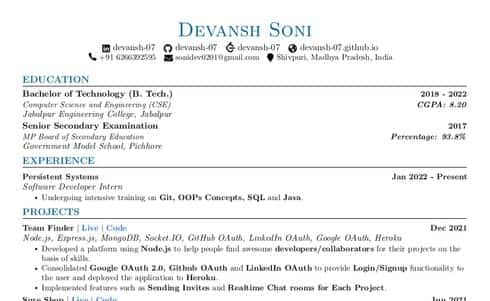 Devansh Soni
devansh-07 devansh-07 devansh-07 devansh-07.github.io
+91 6266392595 sonidev0201@gmail.com Shivpuri, Madhya Pradesh, India
EDUCATION
Bachelor of Technology (B. Tech.) 2018 - 2022
Computer Science and Engineering (CSE) CGPA: 8.20
Jabalpur Engineering College, Jabalpur
Senior Secondary Examination 2017
MP Board of Secondary Education Percentage: 93.8%
Government Model School, Pichhore
EXPERIENCE
Persistent Systems Jan 2022 - Present
Software Developer Intern
• Undergoing intensive training on Git, OOPs Concepts, SQL and Java.
PROJECTS
Team Finder | Live | Code Dec 2021
Node.js, Express.js, MongoDB, Socket.IO, GitHub OAuth, LinkedIn OAuth, Google OAuth, Heroku
• Developed a platform using Node.js to help people find awesome developers/collaborators for their projects on the
basis of skills.
• Consolidated Google OAuth 2.0, Github OAuth and LinkedIn OAuth to provide Login/Signup functionality to
the user and deployed the application to Heroku.
• Implemented features such as Sending Invites and Realtime Chat rooms for Each Project.